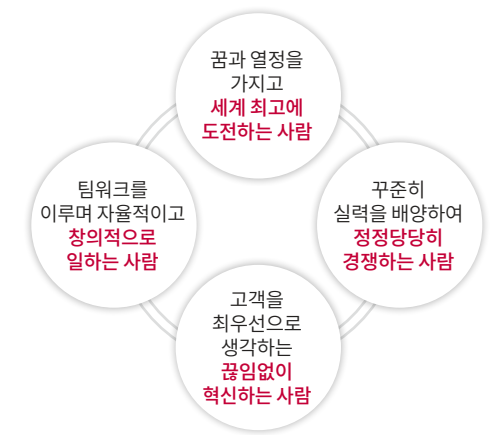 꿈과 열정을
가지고
세계 최고에
도전하는 사람
팀워크를
이루며 자율적이고
창의적으로
일하는 사람
꾸준히
실력을 배양하여
정정당당히
경쟁하는 사람
고객을
최우선으로
생각하는
끊임없이
혁신하는 사람